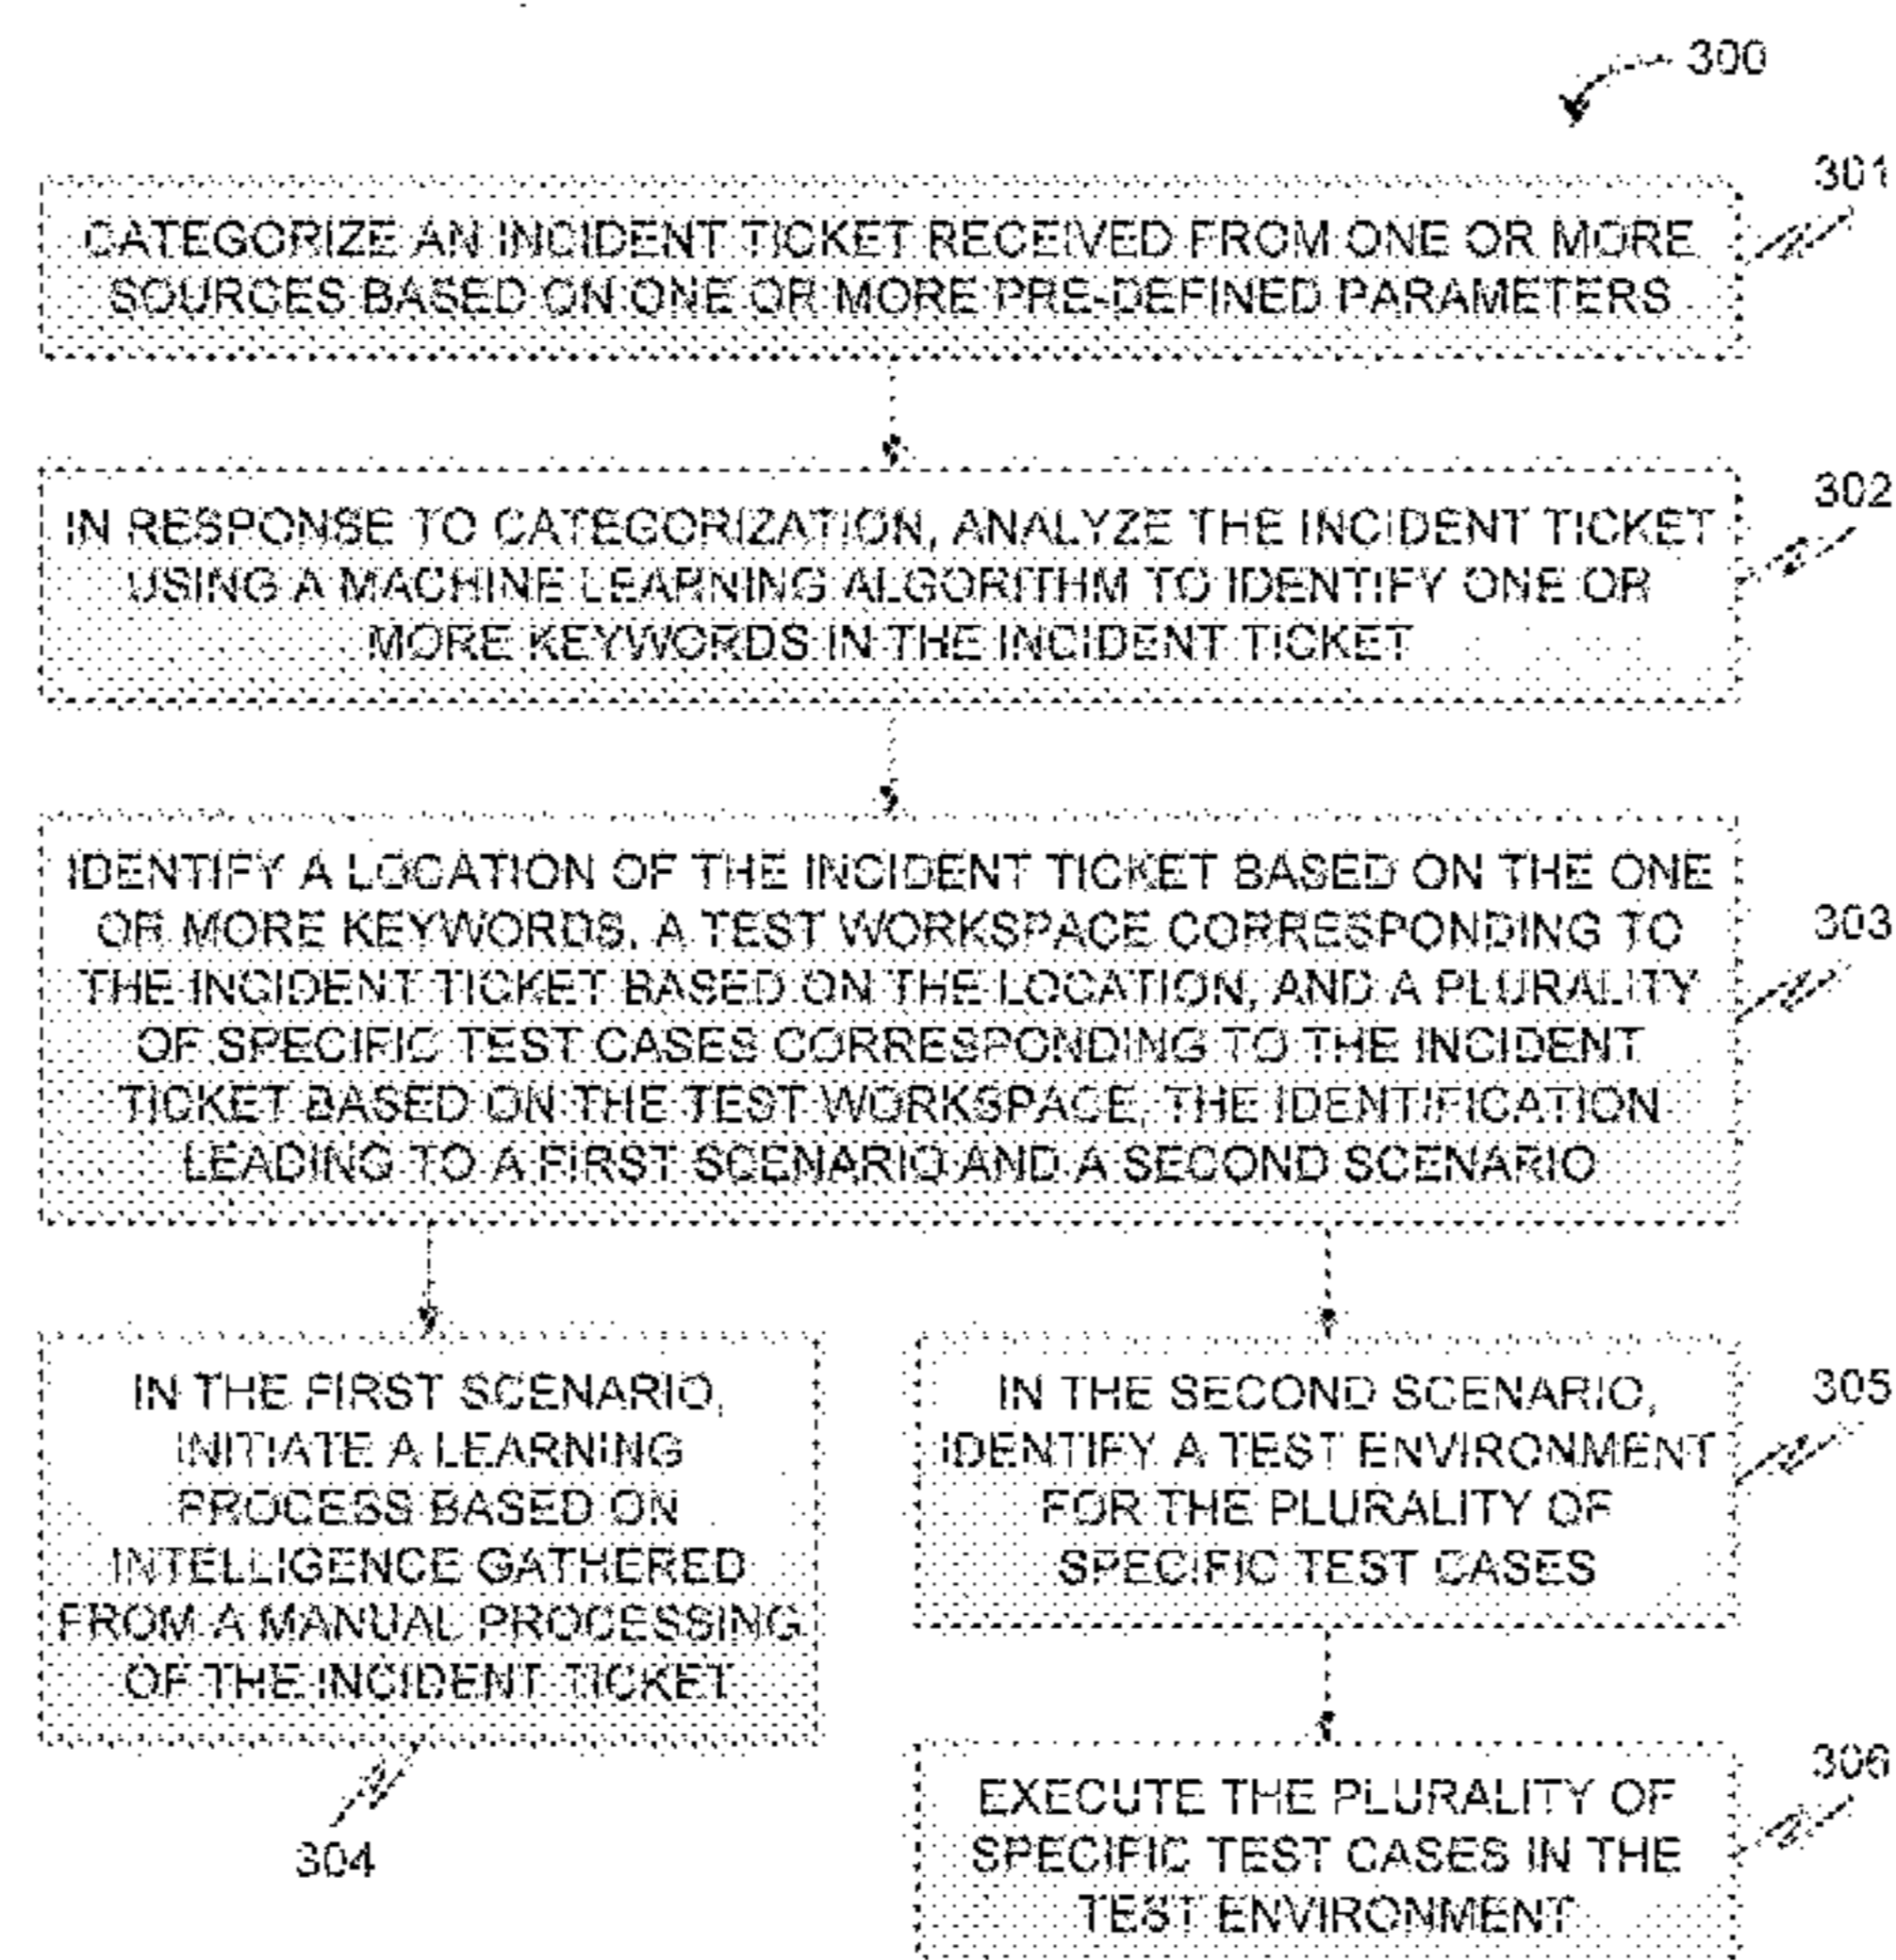 300
301
CATEGORIZE AN INCIDENT TICKET RECEIVED FROM ONE OR MORE
SOURCES BASED ON ONE OR MORE PRE-DEFINED PARAMETERS
302
IN RESPONSE TO CATEGORIZATION, ANALYZE THE INCIDENT TICKET
USING A MACHINE LEARNING ALGORITHM TO IDENTIFY ONE OR
MORE KEYWORDS IN THE INCIDENT TICKET
303
IDENTIFY A LOCATION OF THE INCIDENT TICKET BASED ON THE ONE
OR MORE KEYWORDS, A TEST WORKSPACE CORRESPONDING TO
THE INCIDENT TICKET BASED ON THE LOCATION, AND A PLURALITY
OF SPECIFIC TEST CASES CORRESPONDING TO THE INCIDENT
TICKET BASED ON THE TEST WORKSPACE, THE IDENTIFICATION
LEADING TO A FIRST SCENARIO AND A SECOND SCENARIO
IN THE FIRST SCENARIO,
INITIATE A LEARNING
PROCESS BASED ON
INTELLIGENCE GATHERED
FROM A MANUAL PROCESSING
OF THE INCIDENT TICKET
304
305
IN THE SECOND SCENARIO,
IDENTIFY A TEST ENVIRONMENT
FOR THE PLURALITY OF
SPECIFIC TEST CASES
306
EXECUTE THE PLURALITY OF
SPECIFIC TEST CASES IN THE
TEST ENVIRONMENT